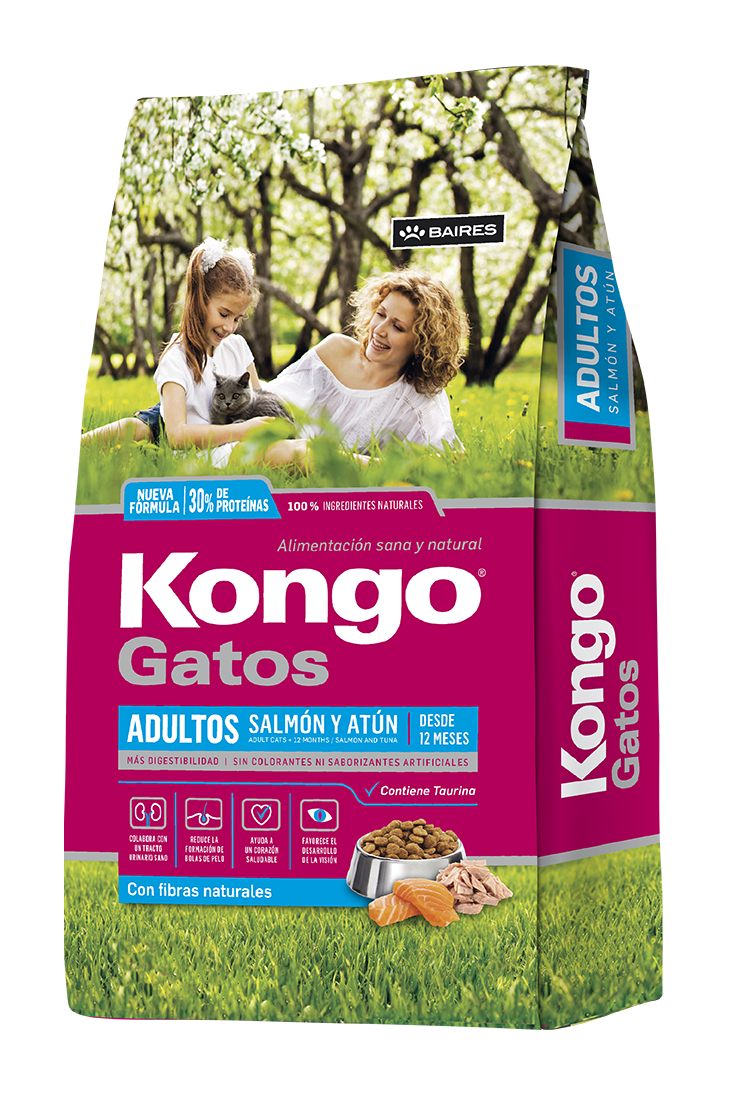 BAIRES
ADULTOS
SALMÓN Y ATÚN
NUEVA
FÓRMULA
30% DE
PROTEÍNAS
100% INGREDIENTES NATURALES
Alimentación sana y natural
Kongo®
Gatos
ADULTOS
SALMÓN Y ATÚN
ADULT CATS + 12 MONTHS / SALMON AND TUNA
DESDE
12 MESES
MÁS DIGESTIBILIDAD | SIN COLORANTES NI SABORIZANTES ARTIFICIALES
Contiene Taurina
COLABORA CON
UN TRACTO
URINARIO SANO
REDUCE LA
FORMACIÓN DE
BOLAS DE PELO
AYUDA A
UN CORAZÓN
SALUDABLE
FAVORECE EL
DESARROLLO
DE LA VISIÓN
Con fibras naturales
Kongo®
Gatos